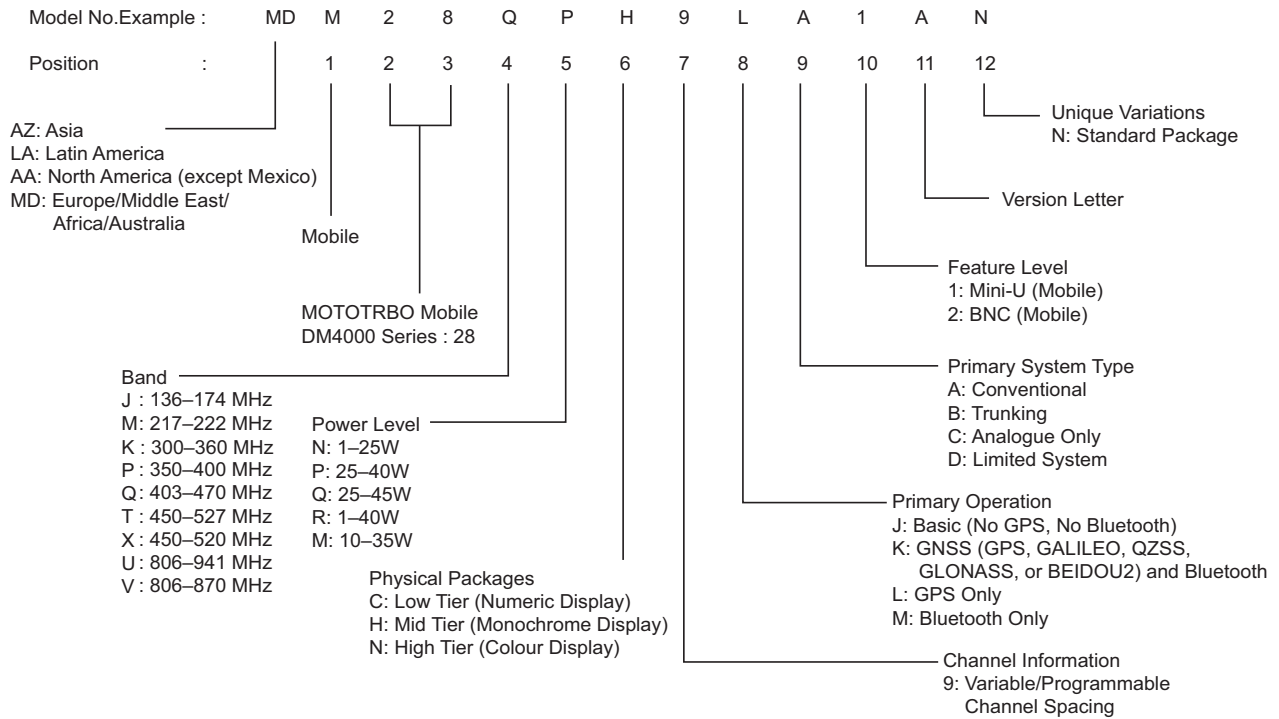 Model No.Example : MD M 2 8 Q P H 9 L A 1 A N
Position : 1 2 3 4 5 6 7 8 9 10 11 12
AZ: Asia
LA: Latin America
AA: North America (except Mexico)
MD: Europe/Middle East/
Africa/Australia
Mobile
MOTOTRBO Mobile
DM4000 Series : 28
Band
J : 136–174 MHz
M: 217–222 MHz
K : 300–360 MHz
P : 350–400 MHz
Q : 403–470 MHz
T : 450–527 MHz
X : 450–520 MHz
U : 806–941 MHz
V : 806–870 MHz
Power Level
N: 1–25W
P: 25–40W
Q: 25–45W
R: 1–40W
M: 10–35W
Physical Packages
C: Low Tier (Numeric Display)
H: Mid Tier (Monochrome Display)
N: High Tier (Colour Display)
Unique Variations
N: Standard Package
Version Letter
Feature Level
1: Mini-U (Mobile)
2: BNC (Mobile)
Primary System Type
A: Conventional
B: Trunking
C: Analogue Only
D: Limited System
Primary Operation
J: Basic (No GPS, No Bluetooth)
K: GNSS (GPS, GALILEO, QZSS,
GLONASS, or BEIDOU2) and Bluetooth
L: GPS Only
M: Bluetooth Only
Channel Information
9: Variable/Programmable
Channel Spacing